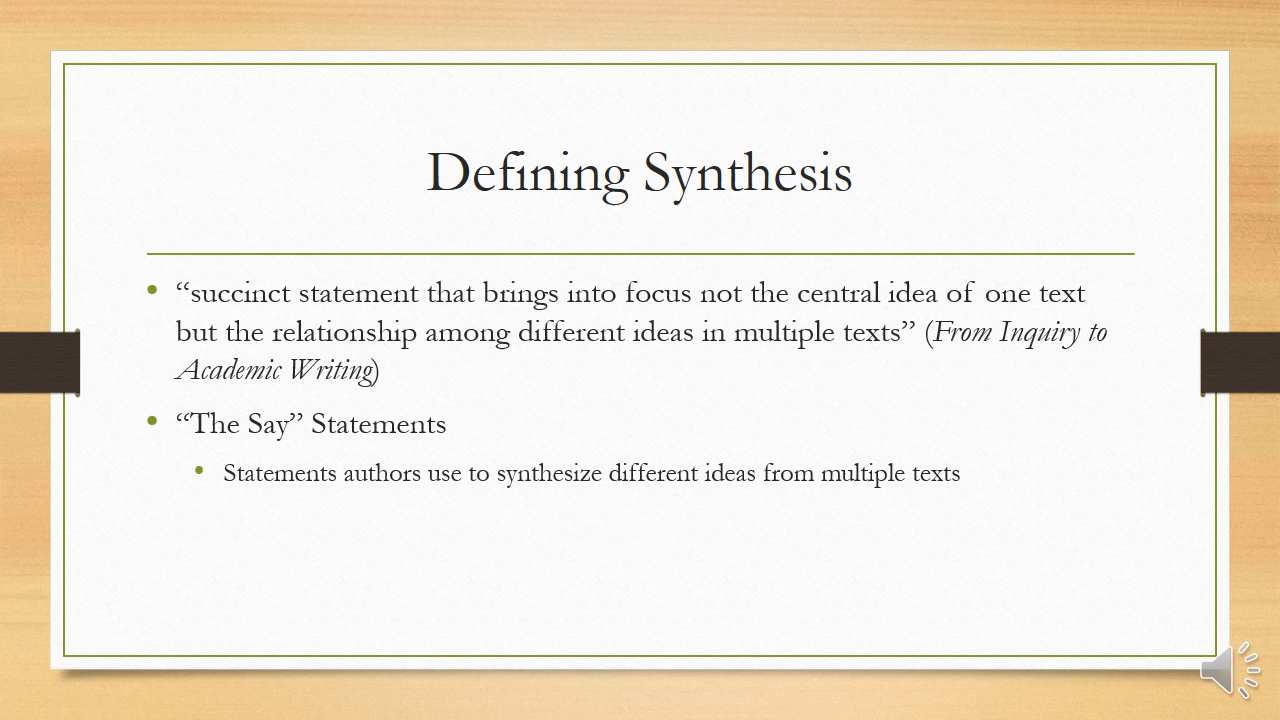 Defining Synthesis
• “succinct statement that brings into focus not the central idea of one text
but the relationship among different ideas in multiple texts” (From Inquiry to
Academic Writing)
• “The Say” Statements
• Statements authors use to synthesize different ideas from multiple texts